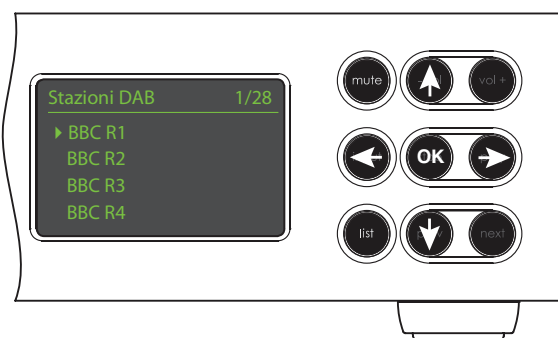 Stazioni DAB 1/28
BBC R1
BBC R2
BBC R3
BBC R4
mute vol +
OK
list next